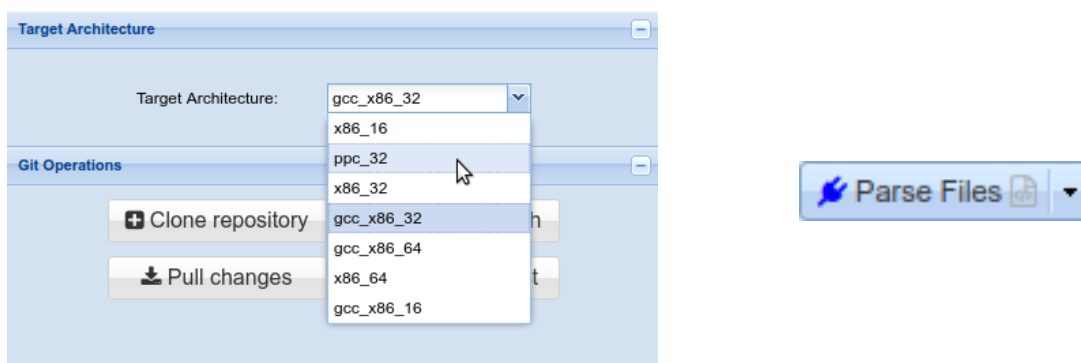 Target Architecture
Target Architecture: gcc_x86_32
x86_16
ppc_32
x86_32
gcc_x86_32
gcc_x86_64
x86_64
gcc_x86_16
Git Operations
Clone repository
h
Pull changes
t
Parse Files